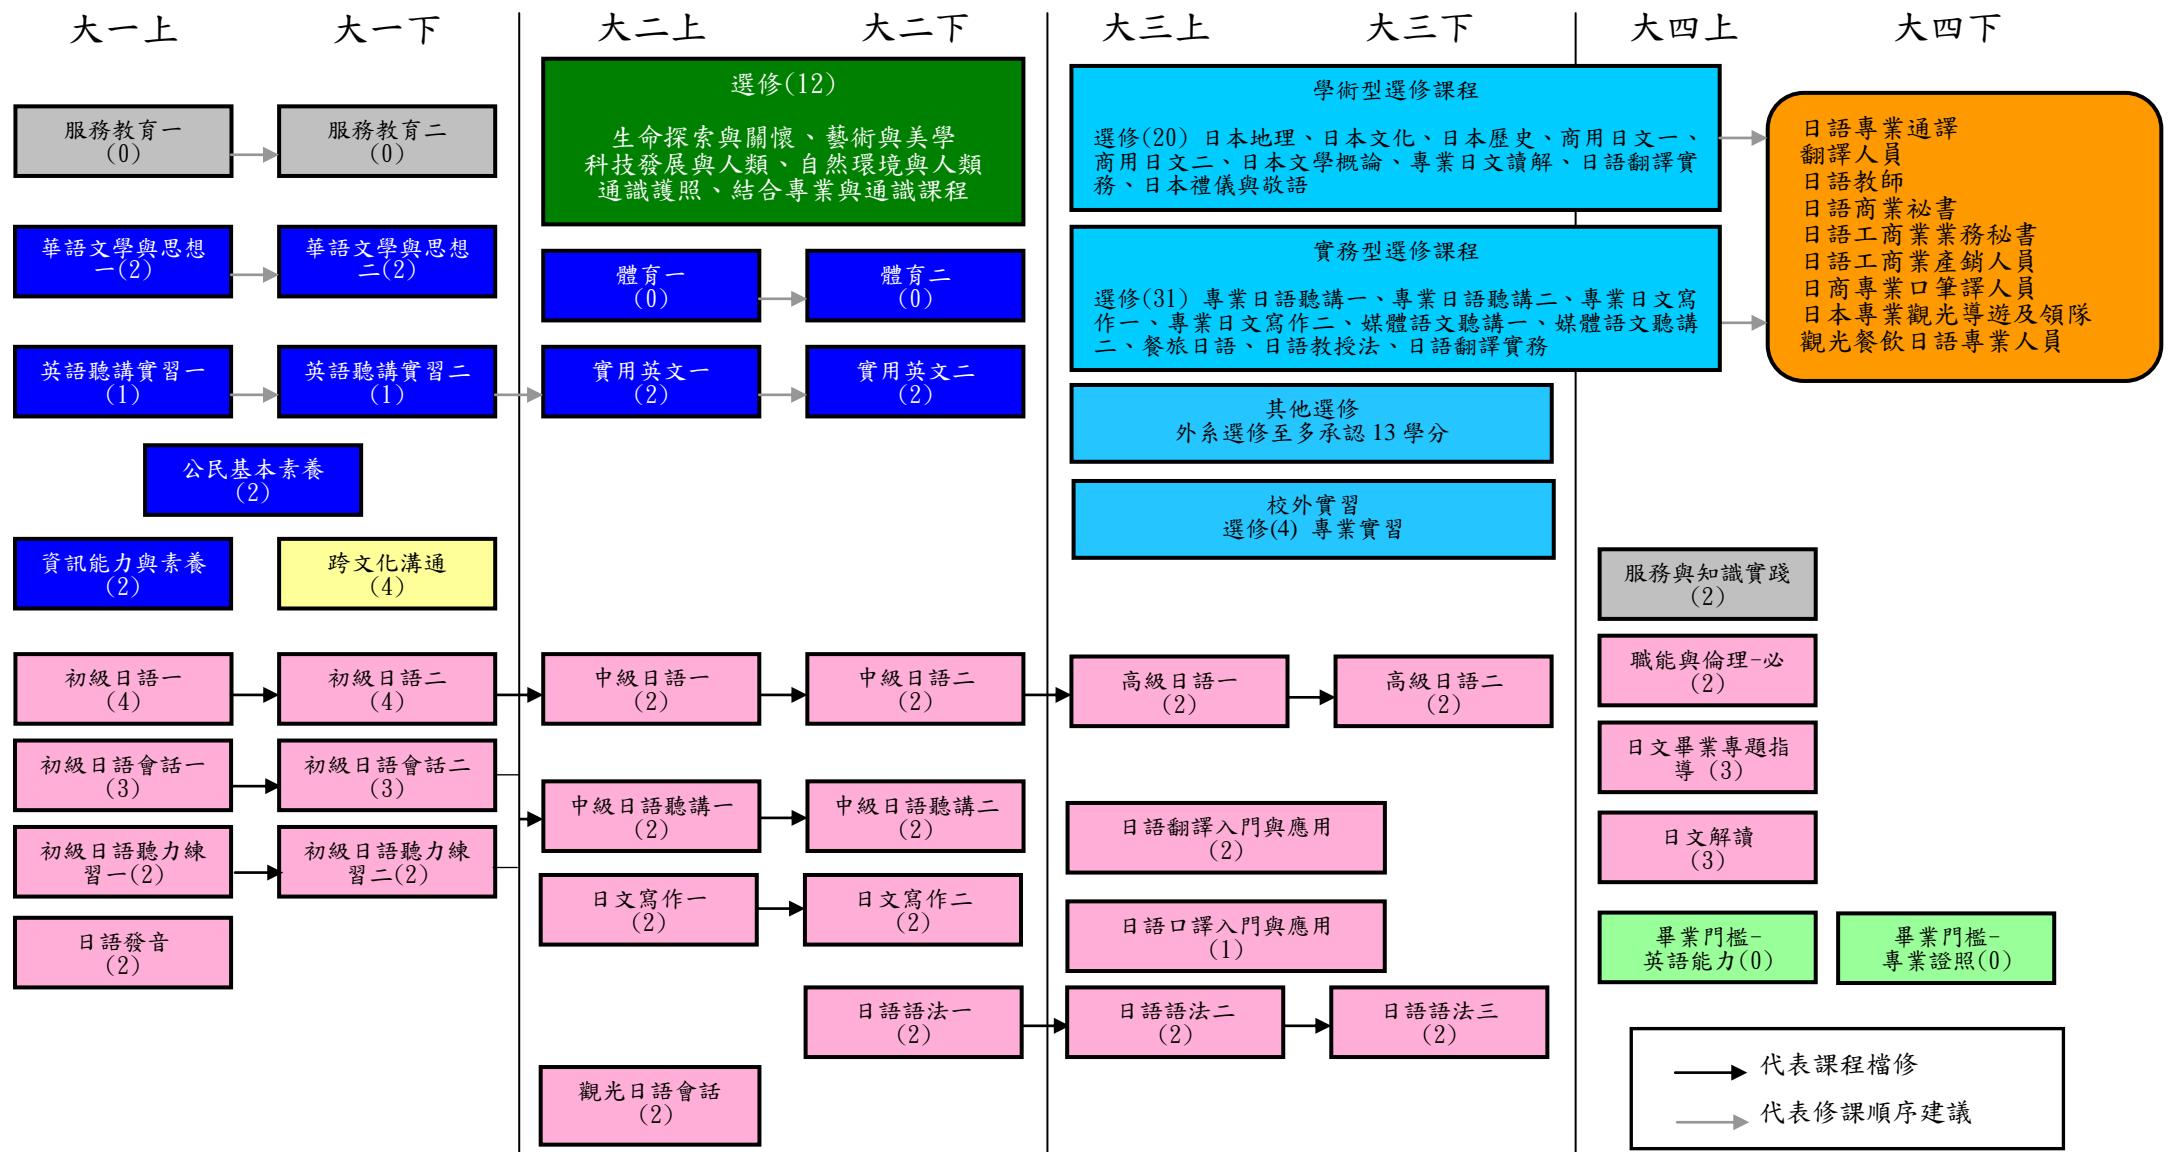 大一上
大一下
大二上
大二下
大三上
大三下
大四上
大四下
服務教育一
(0)
服務教育二
(0)
選修(12)
生命探索與關懷、藝術與美學
科技發展與人類、自然環境與人類
通識護照、結合專業與通識課程
學術型選修課程
選修(20) 日本地理、日本文化、日本歷史、商用日文一、
商用日文二、日本文學概論、專業日文讀解、日語翻譯實
務、日本禮儀與敬語
日語專業通譯
翻譯人員
日語教師
日語商業祕書
日語工商業業務秘書
日語工商業產銷人員
日商專業口筆譯人員
日本專業觀光導遊及領隊
觀光餐飲日語專業人員
華語文學與思想
一(2)
華語文學與思想
二(2)
體育一
(0)
體育二
(0)
實務型選修課程
選修(31) 專業日語聽講一、專業日語聽講二、專業日文寫
作一、專業日文寫作二、媒體語文聽講一、媒體語文聽講
二、餐旅日語、日語教授法、日語翻譯實務
英語聽講實習一
(1)
英語聽講實習二
(1)
實用英文一
(2)
實用英文二
(2)
其他選修
外系選修至多承認 13 學分
公民基本素養
(2)
校外實習
選修(4) 專業實習
資訊能力與素養
(2)
跨文化溝通
(4)
服務與知識實踐
(2)
初級日語一
(4)
初級日語二
(4)
中級日語一
(2)
中級日語二
(2)
高級日語一
(2)
高級日語二
(2)
職能與倫理-必
(2)
初級日語會話一
(3)
初級日語會話二
(3)
中級日語聽講一
(2)
中級日語聽講二
(2)
日語翻譯入門與應用
(2)
日文畢業專題指
導 (3)
初級日語聽力練
習一(2)
初級日語聽力練
習二(2)
日文寫作一
(2)
日文寫作二
(2)
日語口譯入門與應用
(1)
日文解讀
(3)
日語發音
(2)
畢業門檻-
英語能力(0)
畢業門檻-
專業證照(0)
日語語法一
(2)
日語語法二
(2)
日語語法三
(2)
觀光日語會話
(2)
代表課程檔修
代表修課順序建議